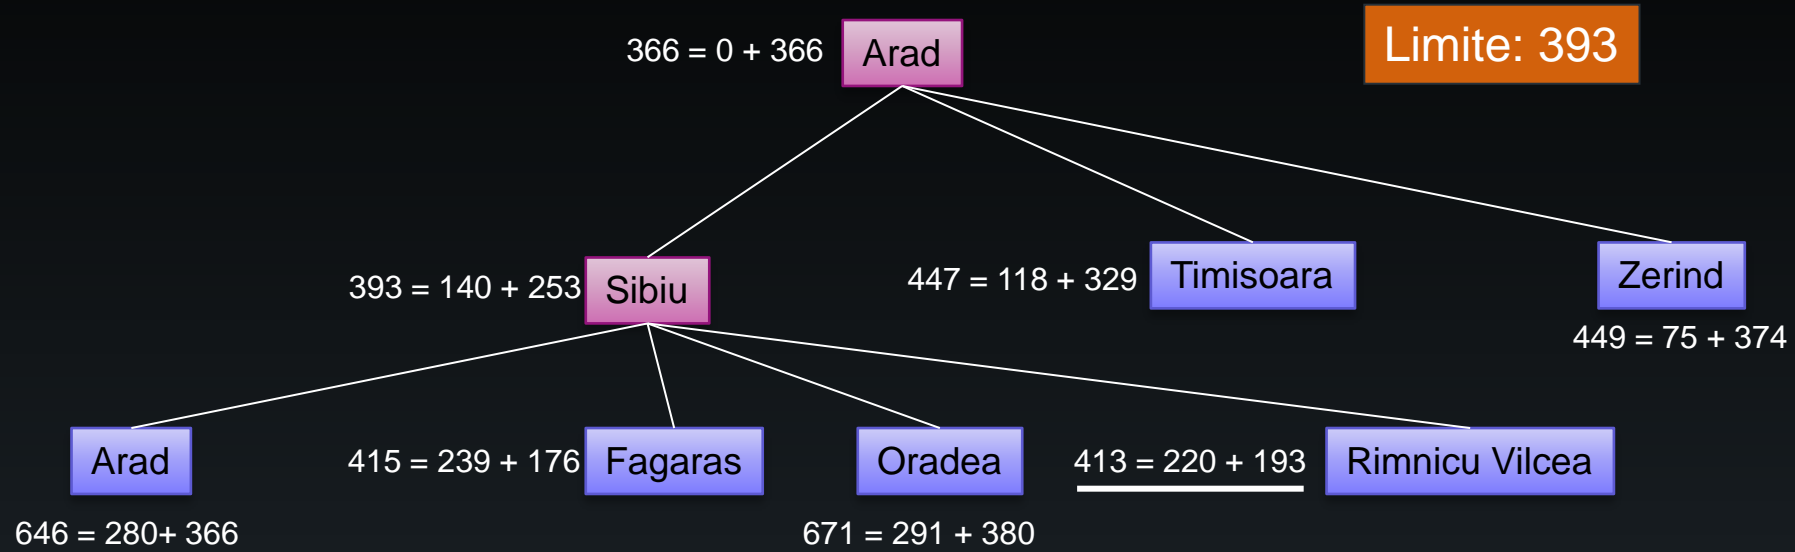 366 = 0 + 366
Arad
Limite: 393
393 = 140 + 253
Sibiu
447 = 118 + 329
Timisoara
Zerind
449 = 75 + 374
Arad
415 = 239 + 176
Fagaras
Oradea
413 = 220 + 193
Rimnicu Vilcea
646 = 280+ 366
671 = 291 + 380